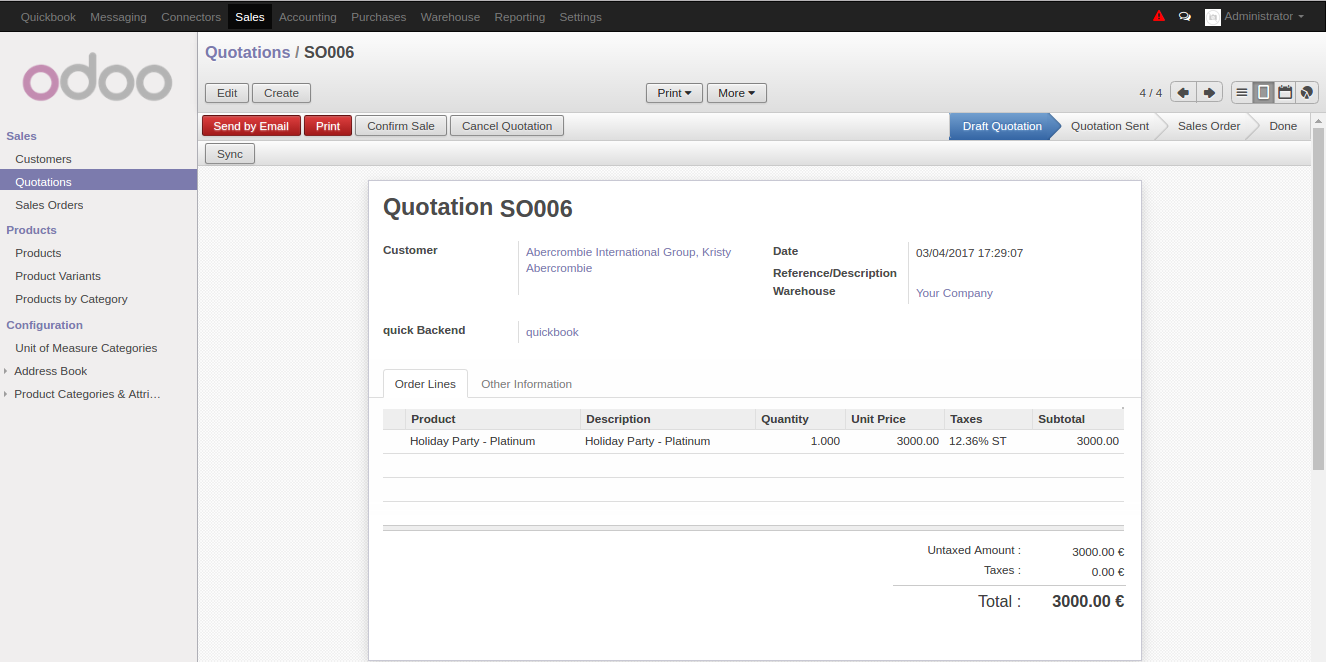 Quickbook Messaging Connectors Sales Accounting Purchases Warehouse Reporting Settings Administrator
odoo
Quotations / SO006
Edit Create Print More 4 / 4
Send by Email Print Confirm Sale Cancel Quotation Draft Quotation Quotation Sent Sales Order Done
Sync
Sales
Customers
Quotations
Sales Orders
Products
Products
Product Variants
Products by Category
Configuration
Unit of Measure Categories
Address Book
Product Categories & Attri…
Quotation SO006
Customer Abercrombie International Group, Kristy
Abercrombie
Date 03/04/2017 17:29:07
Reference/Description
Warehouse Your Company
quick Backend quickbook
Order Lines Other Information
Product Description Quantity Unit Price Taxes Subtotal
Holiday Party - Platinum Holiday Party - Platinum 1.000 3000.00 12.36% ST 3000.00
Untaxed Amount : 3000.00 €
Taxes : 0.00 €
Total : 3000.00 €